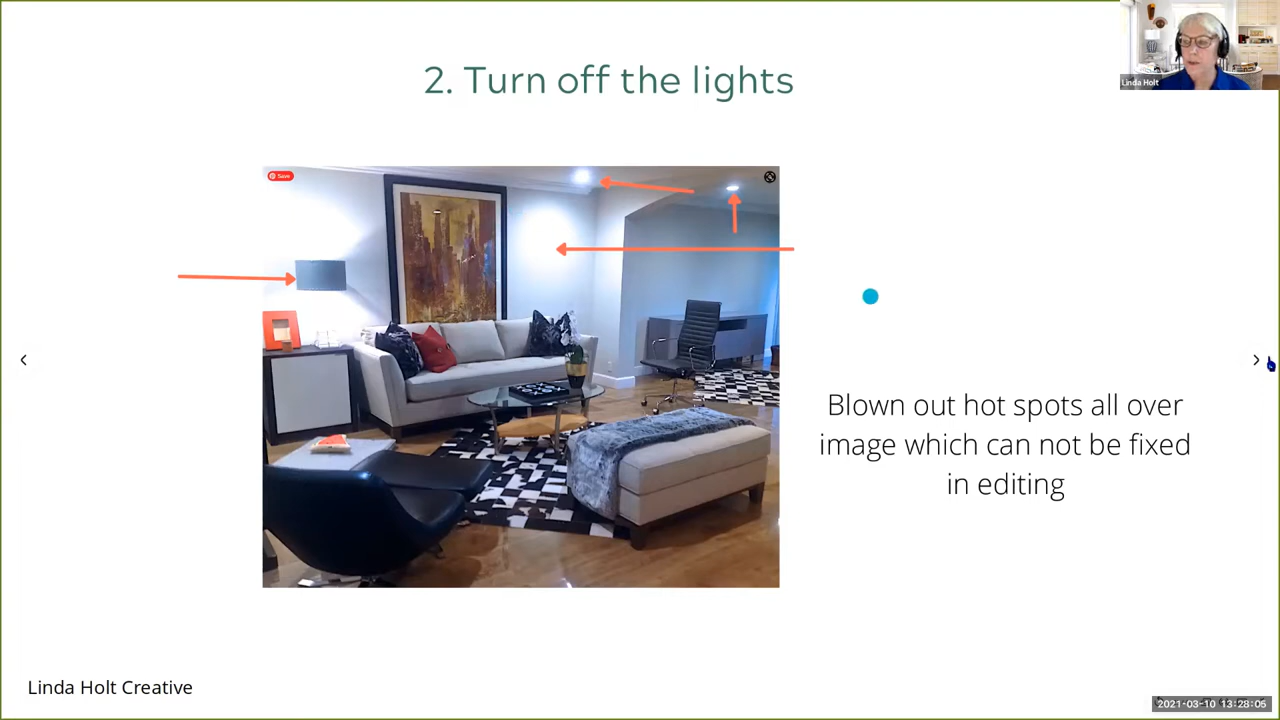 2. Turn off the lights
Linda Holt
Save
Blown out hot spots all over
image which can not be fixed
in editing
Linda Holt Creative
2021-03-10 13:28:06